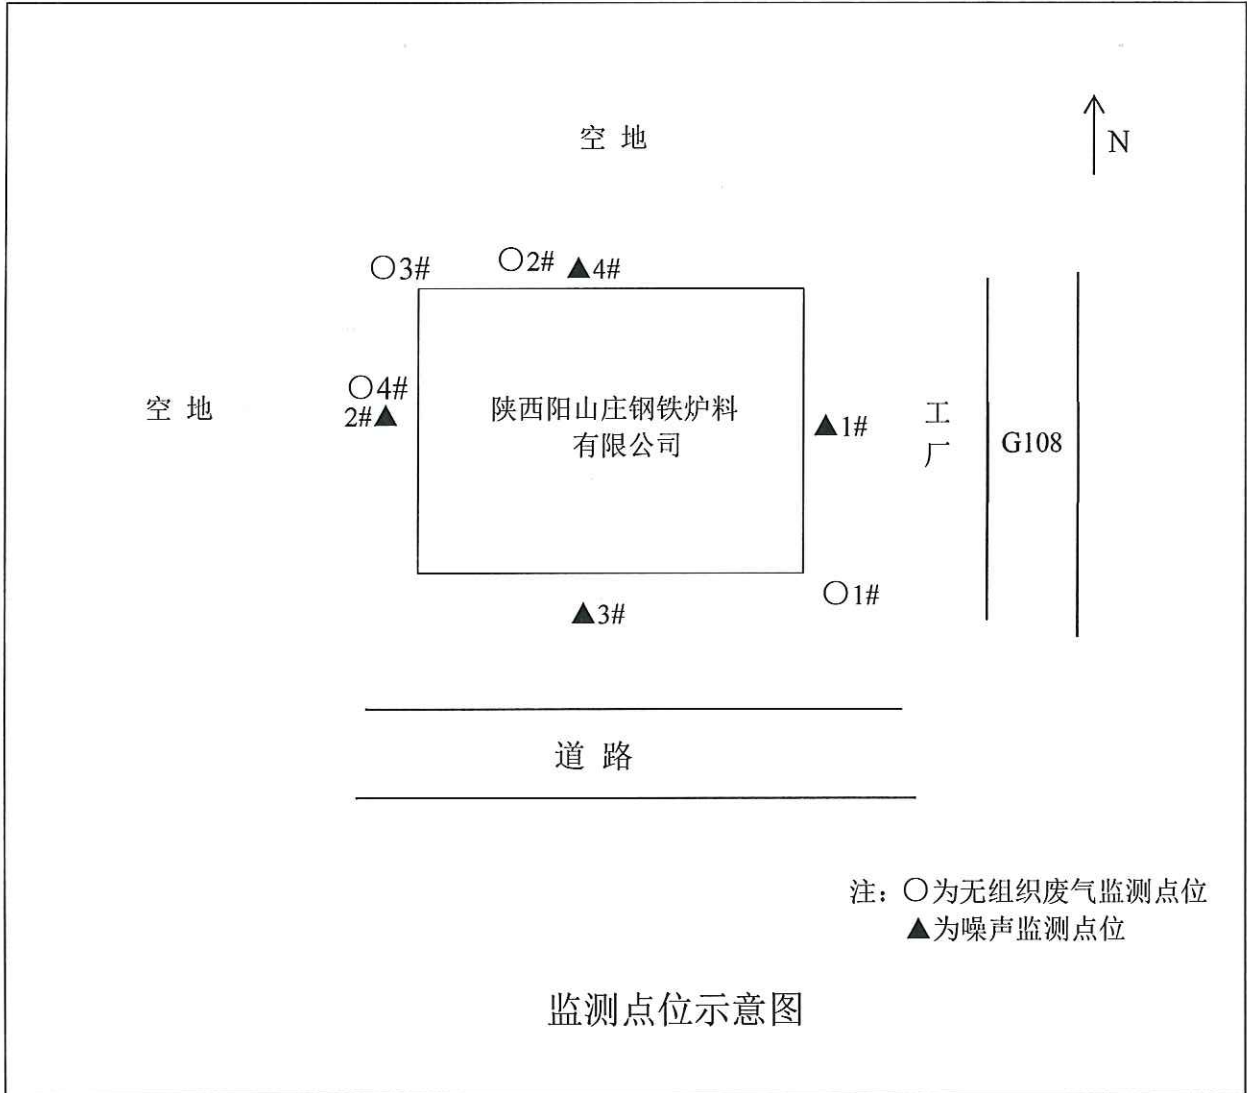 空 地
N
○3#
○2#
▲4#
空 地
○4#
2#▲
陕西阳山庄钢铁炉料
有限公司
▲1#
工
厂
G108
○1#
▲3#
道 路
注：○为无组织废气监测点位
▲为噪声监测点位
监测点位示意图